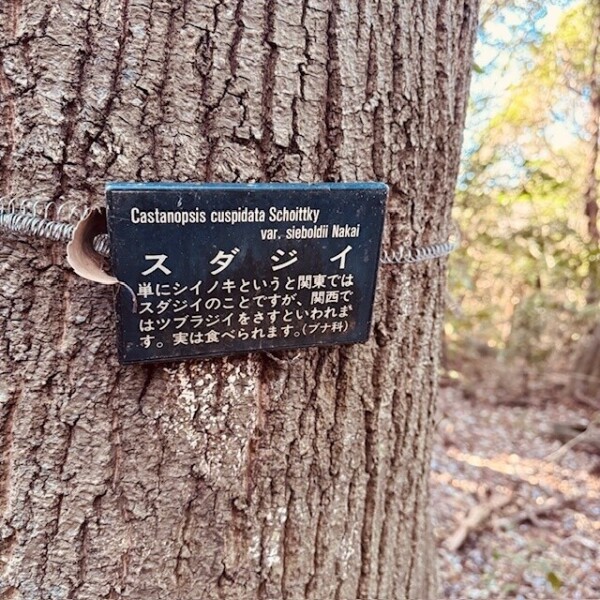 Castanopsis cuspidata Schoittky
var. sieboldii Nakai
スダジイ
単にシイノキというと関東では
スダジイのことですが、関西で
はツブラジイをさすといわれま
す。実は食べられます。(ブナ科)